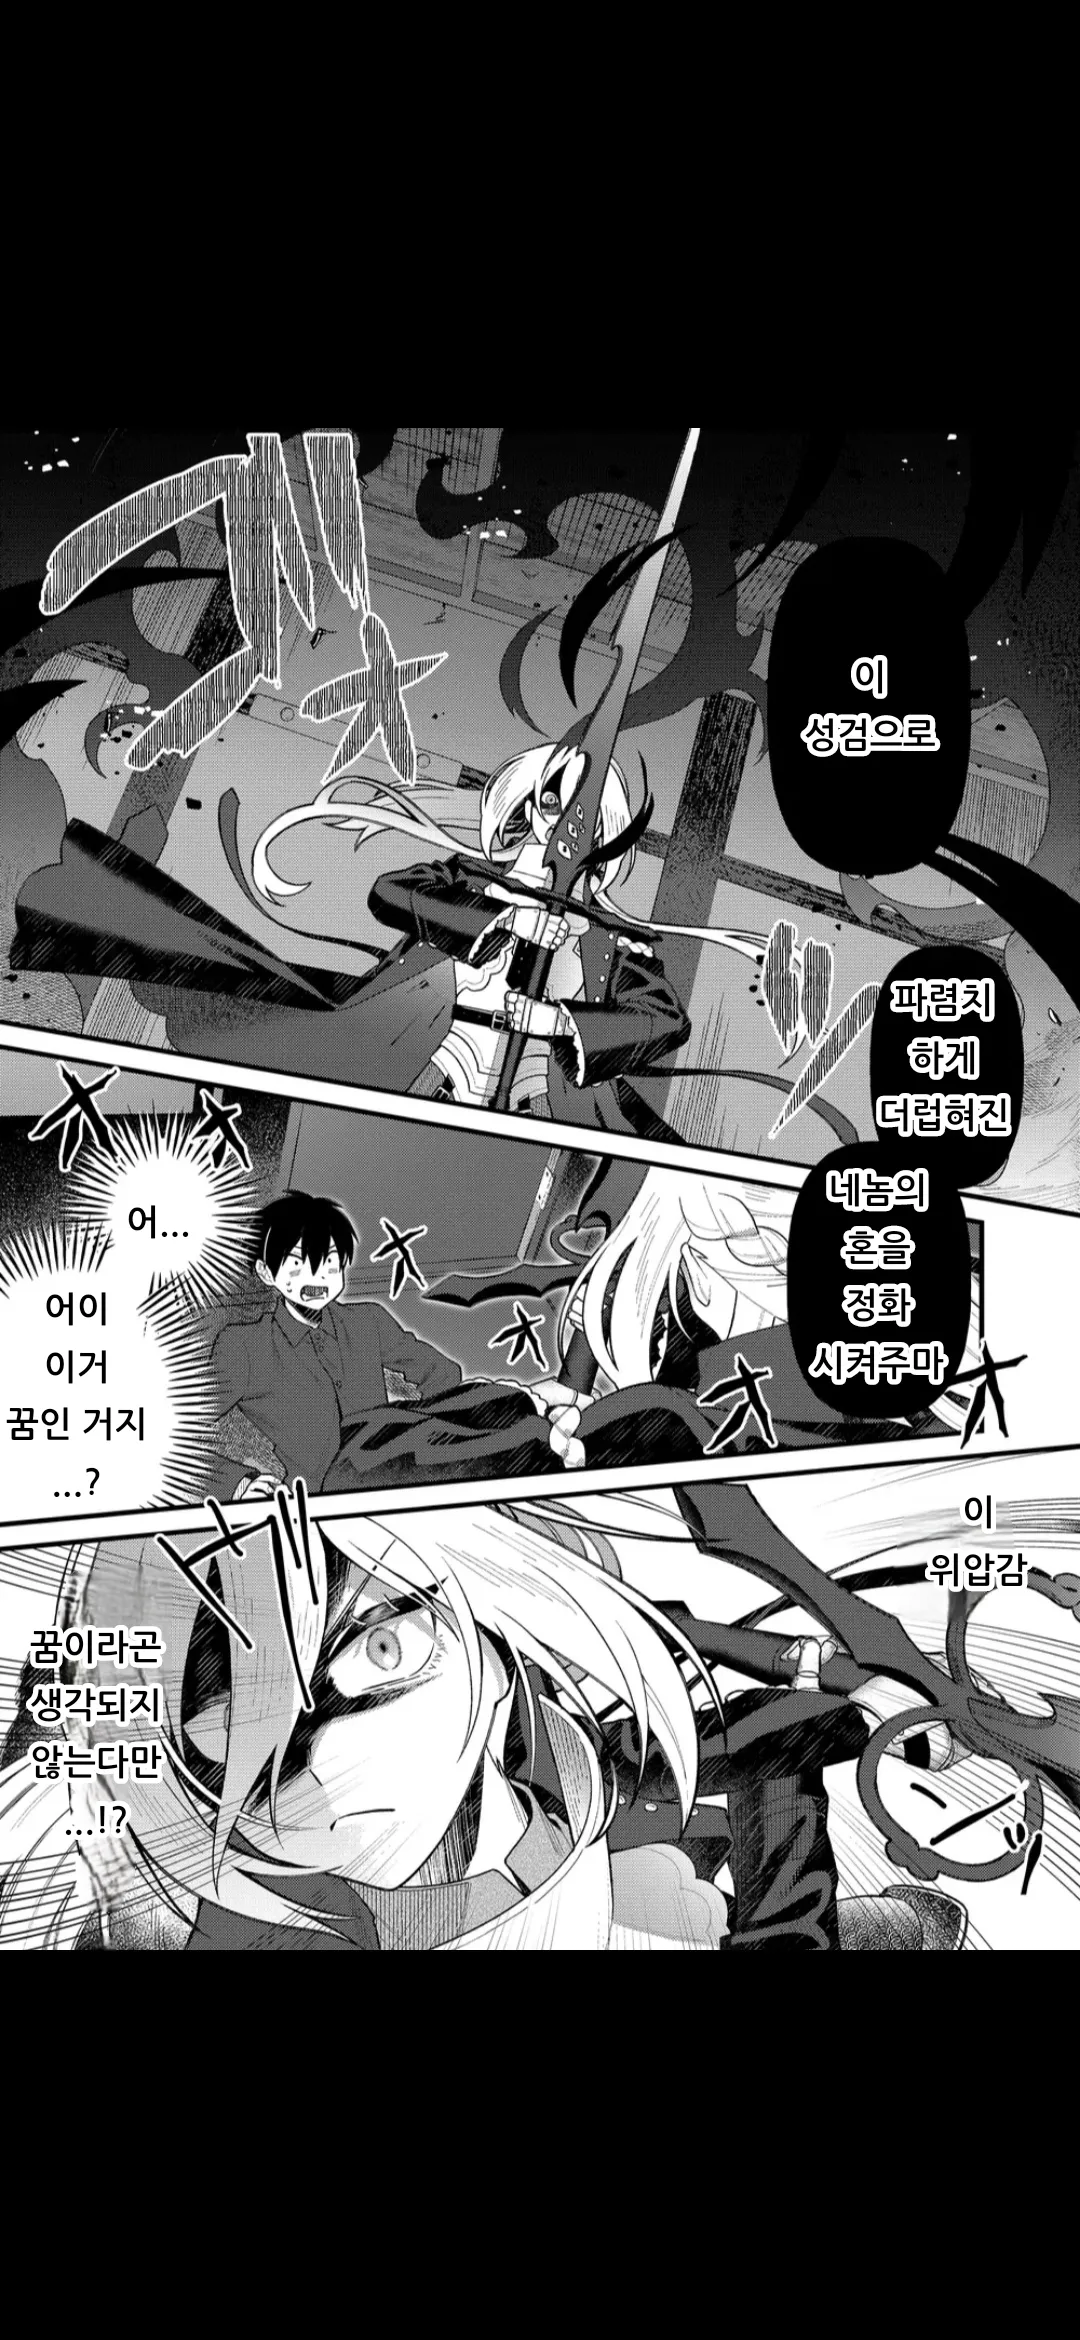 이
성검으로
파렴치
하게
더럽혀진
네놈의
혼을
정화
시켜주마
어...
어이
이거
꿈인 거지
...?
이
위압감
꿈이라곤
생각되지
않는다만
...!?